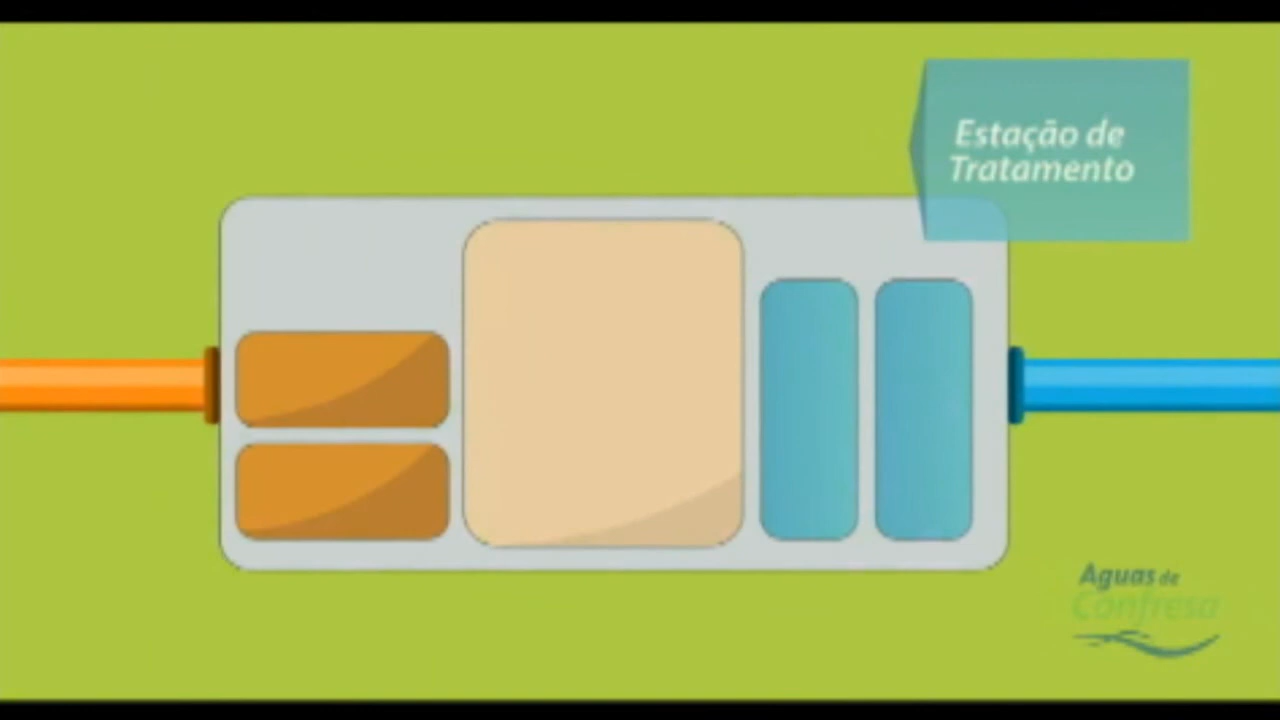 Estação de
Tratamento
Aguas de
Confresa